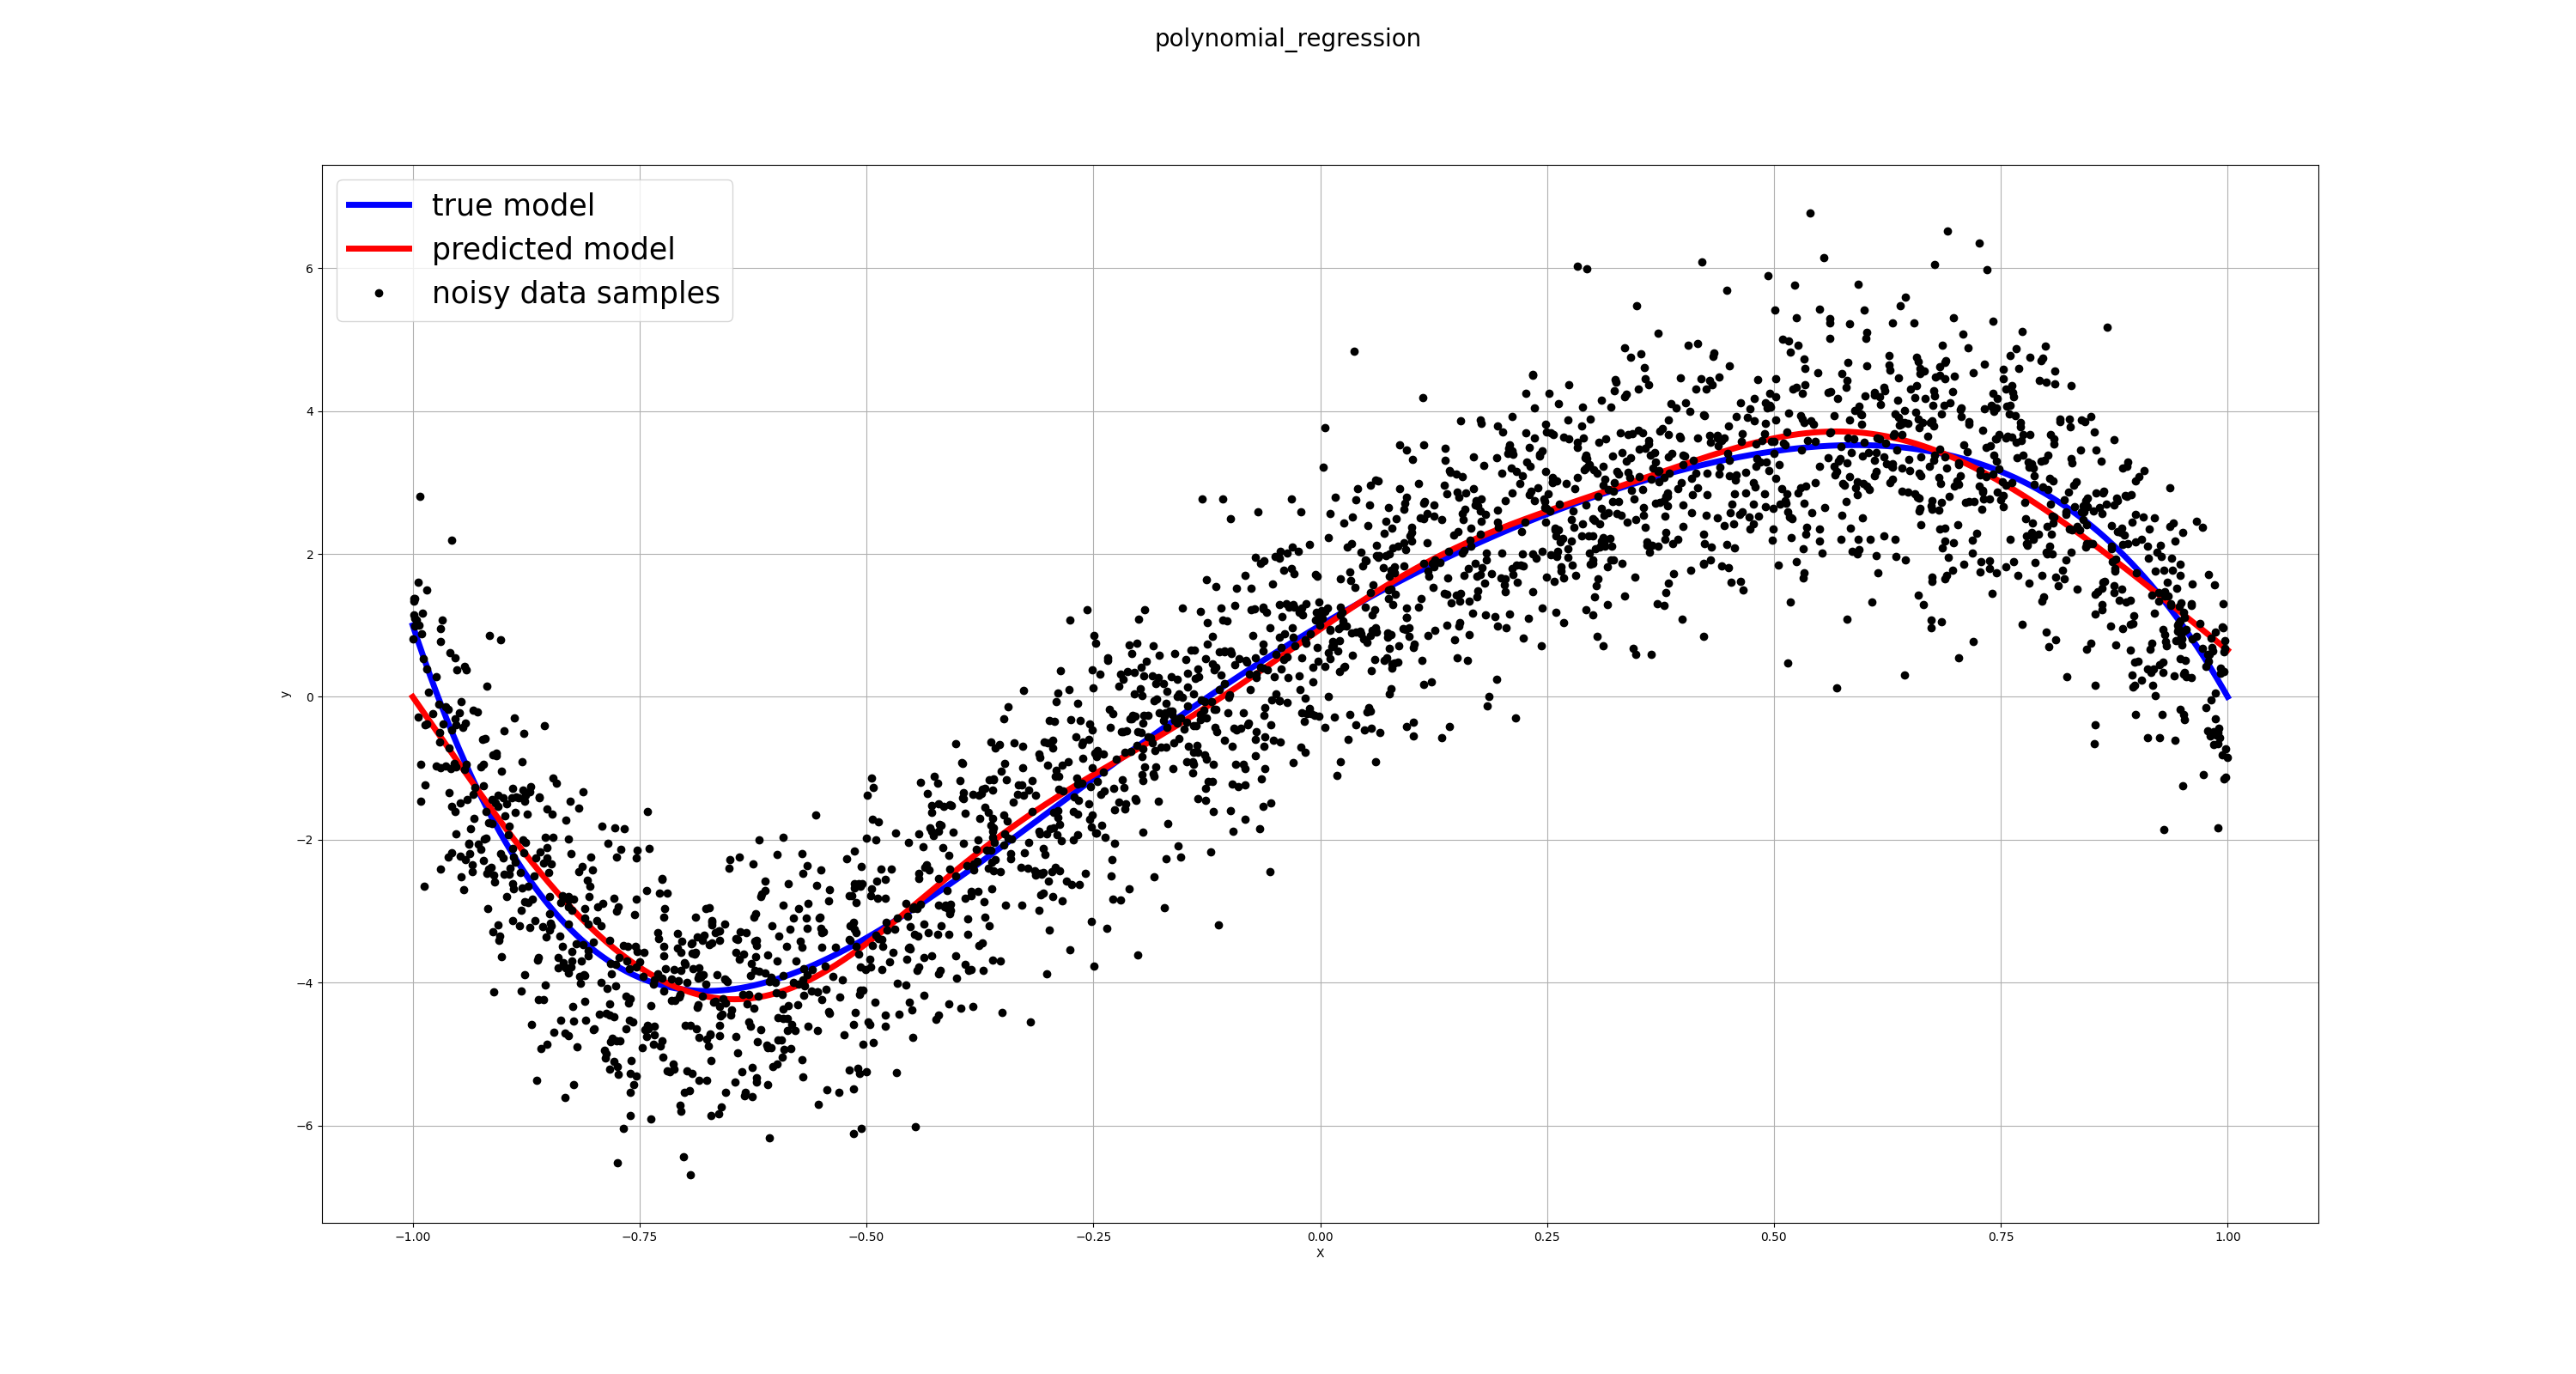 polynomial_regression
true model
predicted model
noisy data samples
6
4
2
0
−2
−4
−6
y
−1.00
−0.75
−0.50
−0.25
0.00
0.25
0.50
0.75
1.00
X